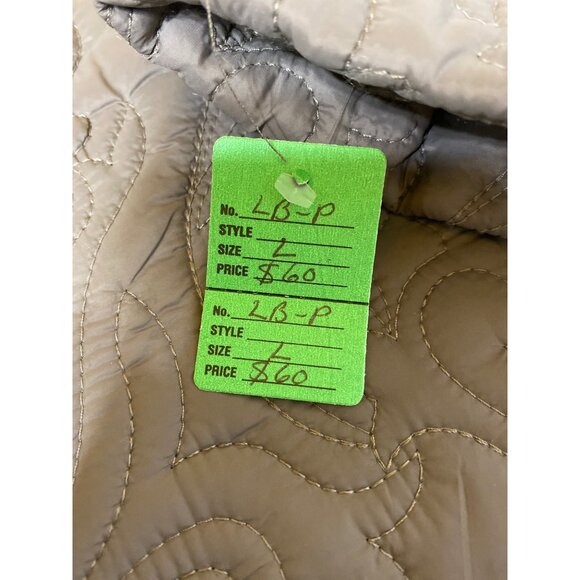 No. LB-P
STYLE
SIZE L
PRICE $60
No. LB-P
STYLE
SIZE L
PRICE $60